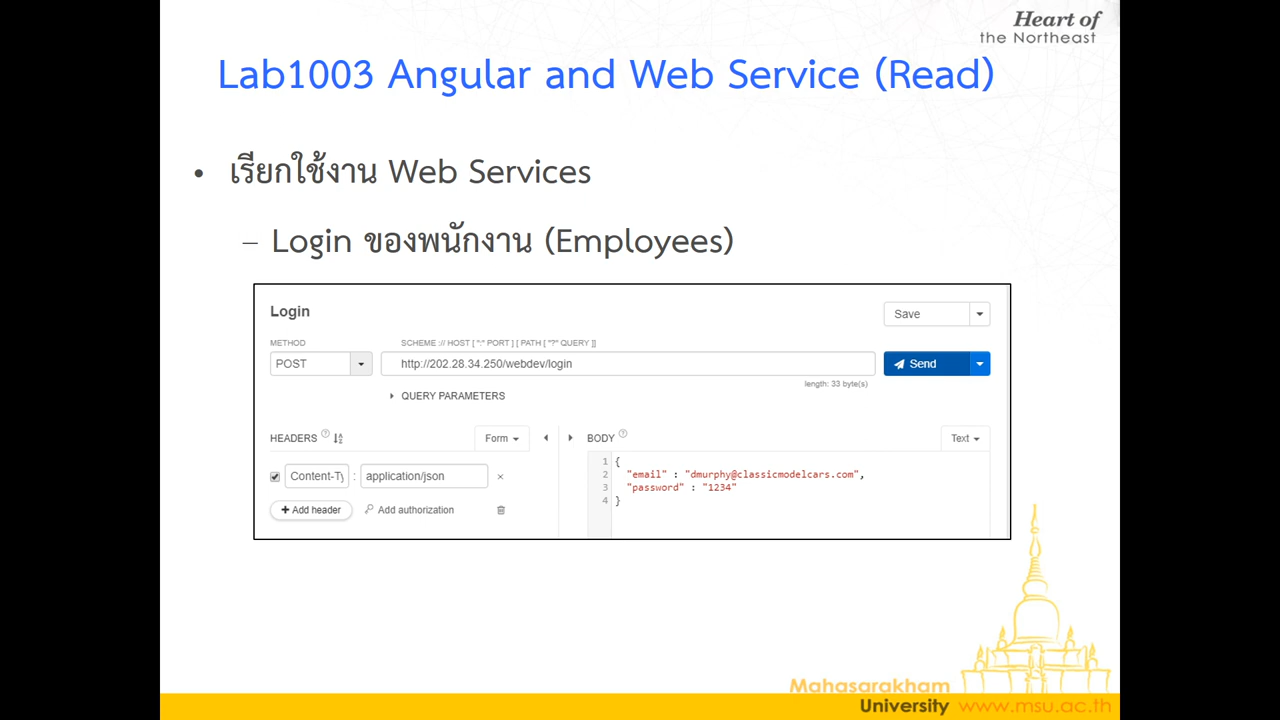 Heart of
the Northeast
Lab1003 Angular and Web Service (Read)
• เรียกใช้งาน Web Services
– Login ของพนักงาน (Employees)
Login
Save
METHOD
SCHEME :// HOST [ ":" PORT ] [ PATH [ "?" QUERY ]]
POST
http://202.28.34.250/webdev/login
Send
length: 33 byte(s)
QUERY PARAMETERS
HEADERS
Form
BODY
Text
Content-Ty : application/json ×
+ Add header
Add authorization
1 {
2 "email" : "dmurphy@classicmodelcars.com",
3 "password" : "1234"
4 }
Mahasarakham
University www.msu.ac.th